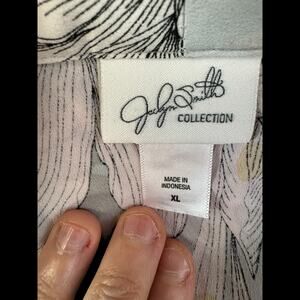 Jaclyn Smith
COLLECTION
MADE IN
INDONESIA
XL